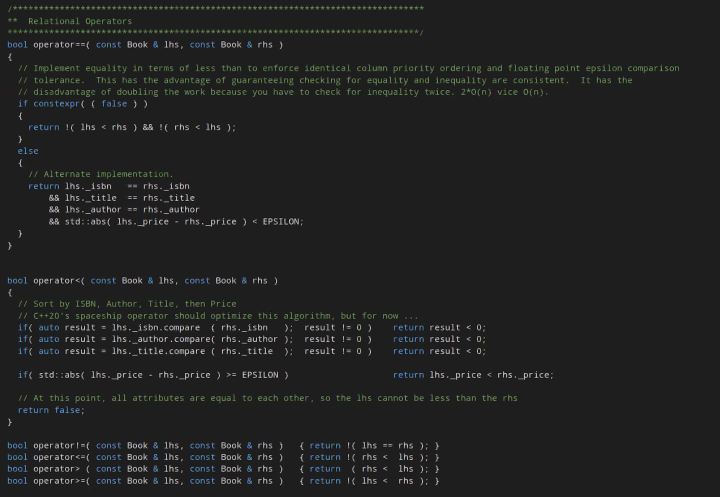 /*******************************************************************************
**  Relational Operators
*******************************************************************************/
bool operator==( const Book & lhs, const Book & rhs )
{
  // Implement equality in terms of less than to enforce identical column priority ordering and floating point epsilon comparison
  // tolerance.  This has the advantage of guaranteeing checking for equality and inequality are consistent.  It has the
  // disadvantage of doubling the work because you have to check for inequality twice. 2*O(n) vice O(n).
  if constexpr( ( false ) )
  {
    return !( lhs < rhs ) && !( rhs < lhs );
  }
  else
  {
    // Alternate implementation.
    return lhs._isbn   == rhs._isbn
        && lhs._title  == rhs._title
        && lhs._author == rhs._author
        && std::abs( lhs._price - rhs._price ) < EPSILON;
  }
}
bool operator<( const Book & lhs, const Book & rhs )
{
  // Sort by ISBN, Author, Title, then Price
  // C++20's spaceship operator should optimize this algorithm, but for now ...
  if( auto result = lhs._isbn.compare  ( rhs._isbn   );  result != 0 )    return result < 0;
  if( auto result = lhs._author.compare( rhs._author );  result != 0 )    return result < 0;
  if( auto result = lhs._title.compare ( rhs._title  );  result != 0 )    return result < 0;
  if( std::abs( lhs._price - rhs._price ) >= EPSILON )                    return lhs._price < rhs._price;
  // At this point, all attributes are equal to each other, so the lhs cannot be less than the rhs
  return false;
}
bool operator!=( const Book & lhs, const Book & rhs )   { return !( lhs == rhs ); }
bool operator<=( const Book & lhs, const Book & rhs )   { return !( rhs <  lhs ); }
bool operator> ( const Book & lhs, const Book & rhs )   { return  ( rhs <  lhs ); }
bool operator>=( const Book & lhs, const Book & rhs )   { return !( lhs <  rhs ); }